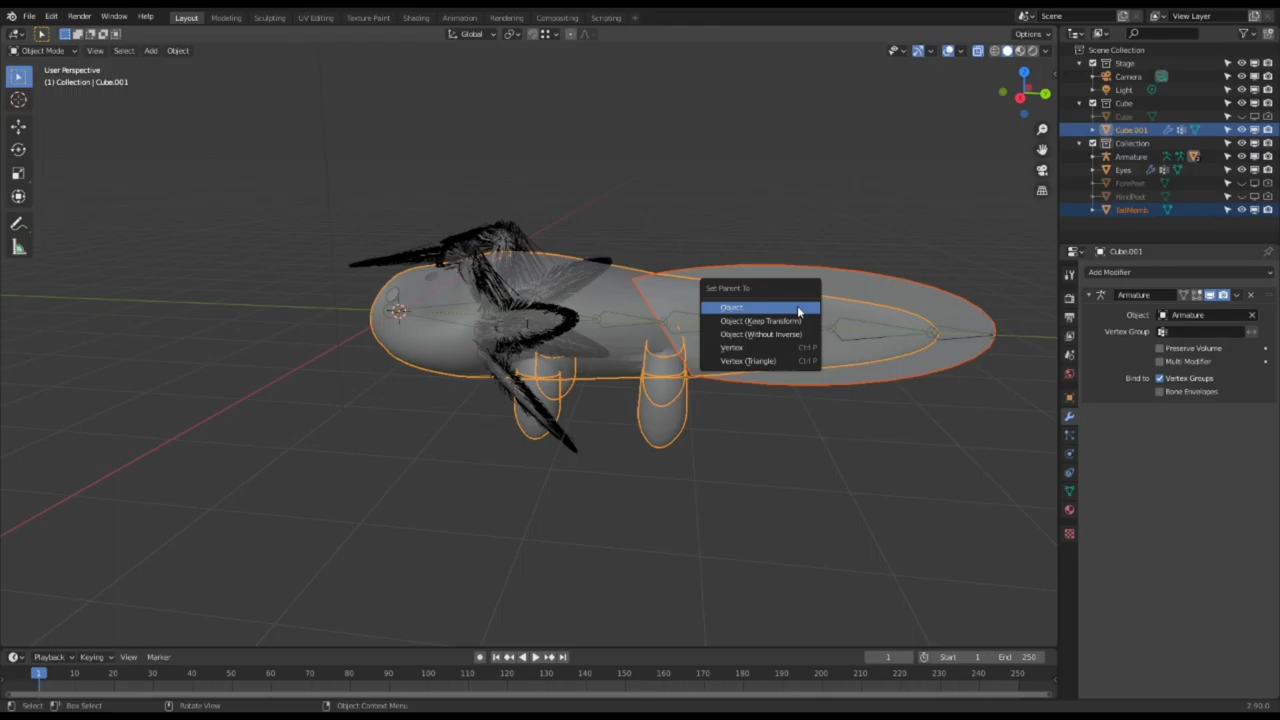 File Edit Render Window Help Layout Modeling Sculpting UV Editing Texture Paint Shading Animation Rendering Compositing Scripting + Scene View Layer
Global Options
Object Mode View Select Add Object
User Perspective
(1) Collection | Cube.001
Scene Collection
Stage
Camera
Light
Cube
Cube
Cube.001
Collection
Armature
Eyes
ForeFeet
HindFeet
TailMemb
Z
Y
X
Set Parent To
Object
Object (Keep Transform)
Object (Without Inverse)
Vertex Ctrl P
Vertex (Triangle) Ctrl P
Cube.001
Add Modifier
Armature
Object Armature
Vertex Group
Preserve Volume
Multi Modifier
Bind to Vertex Groups
Bone Envelopes
Playback Keying View Marker 1 Start 1 End 250
1 10 20 30 40 50 60 70 80 90 100 110 120 130 140 150 160 170 180 190 200 210 220 230 240 250
Select Box Select Rotate View Object Context Menu 2.90.0